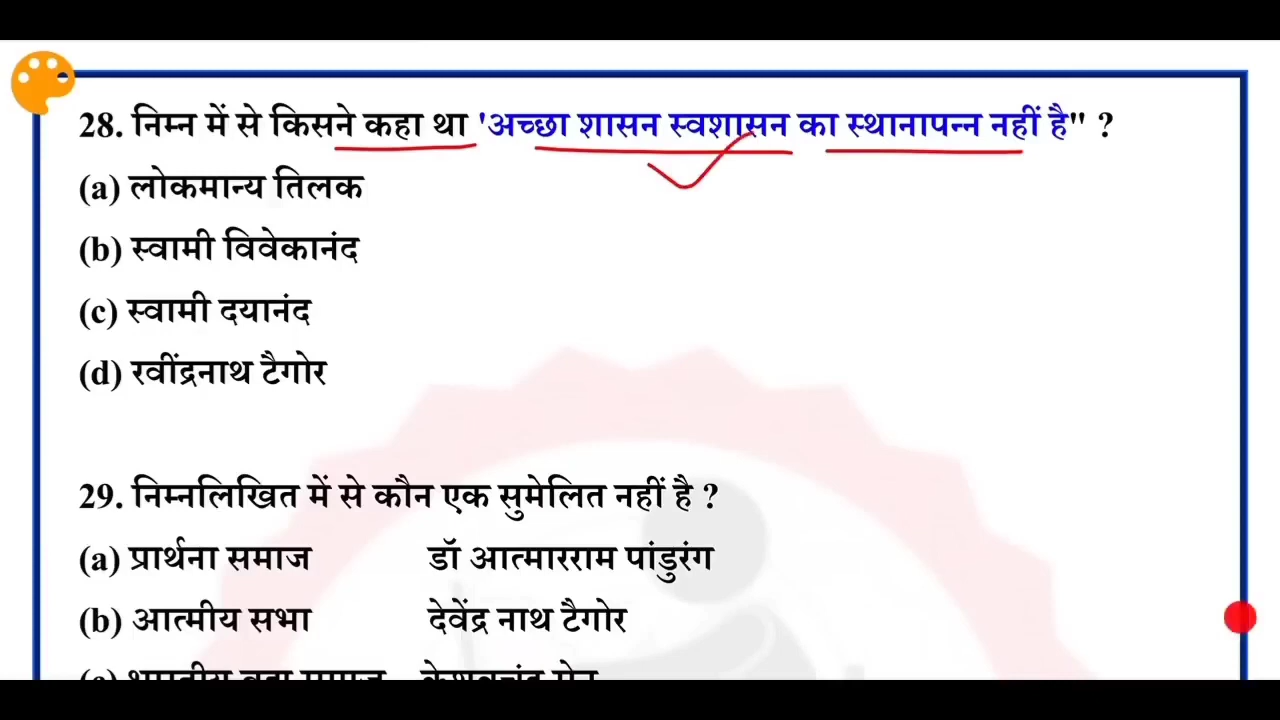 28. निम्न में से किसने कहा था 'अच्छा शासन स्वशासन का स्थानापन्न नहीं है" ?
(a) लोकमान्य तिलक
(b) स्वामी विवेकानंद
(c) स्वामी दयानंद
(d) रवींद्रनाथ टैगोर
29. निम्नलिखित में से कौन एक सुमेलित नहीं है ?
(a) प्रार्थना समाज डॉ आत्मारराम पांडुरंग
(b) आत्मीय सभा देवेंद्र नाथ टैगोर